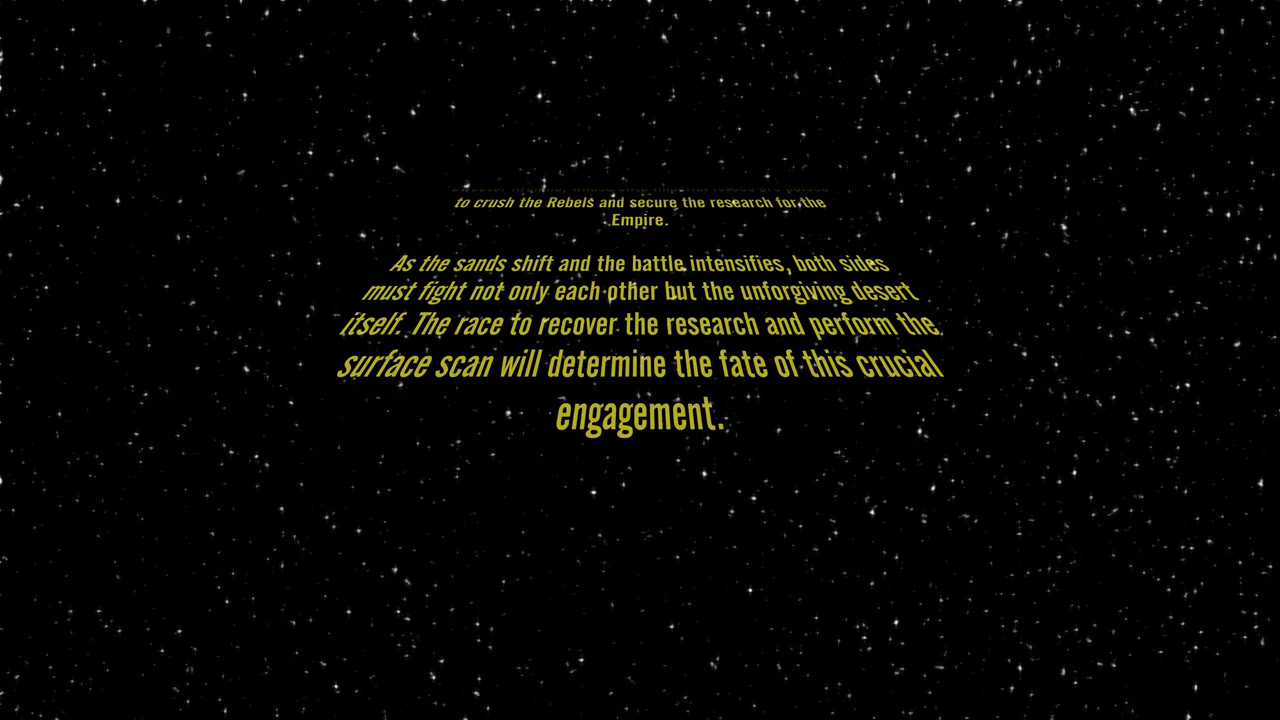 to crush the Rebels and secure the research for the
Empire.
As the sands shift and the battle intensifies, both sides
must fight not only each other but the unforgiving desert
itself. The race to recover the research and perform the
surface scan will determine the fate of this crucial
engagement.